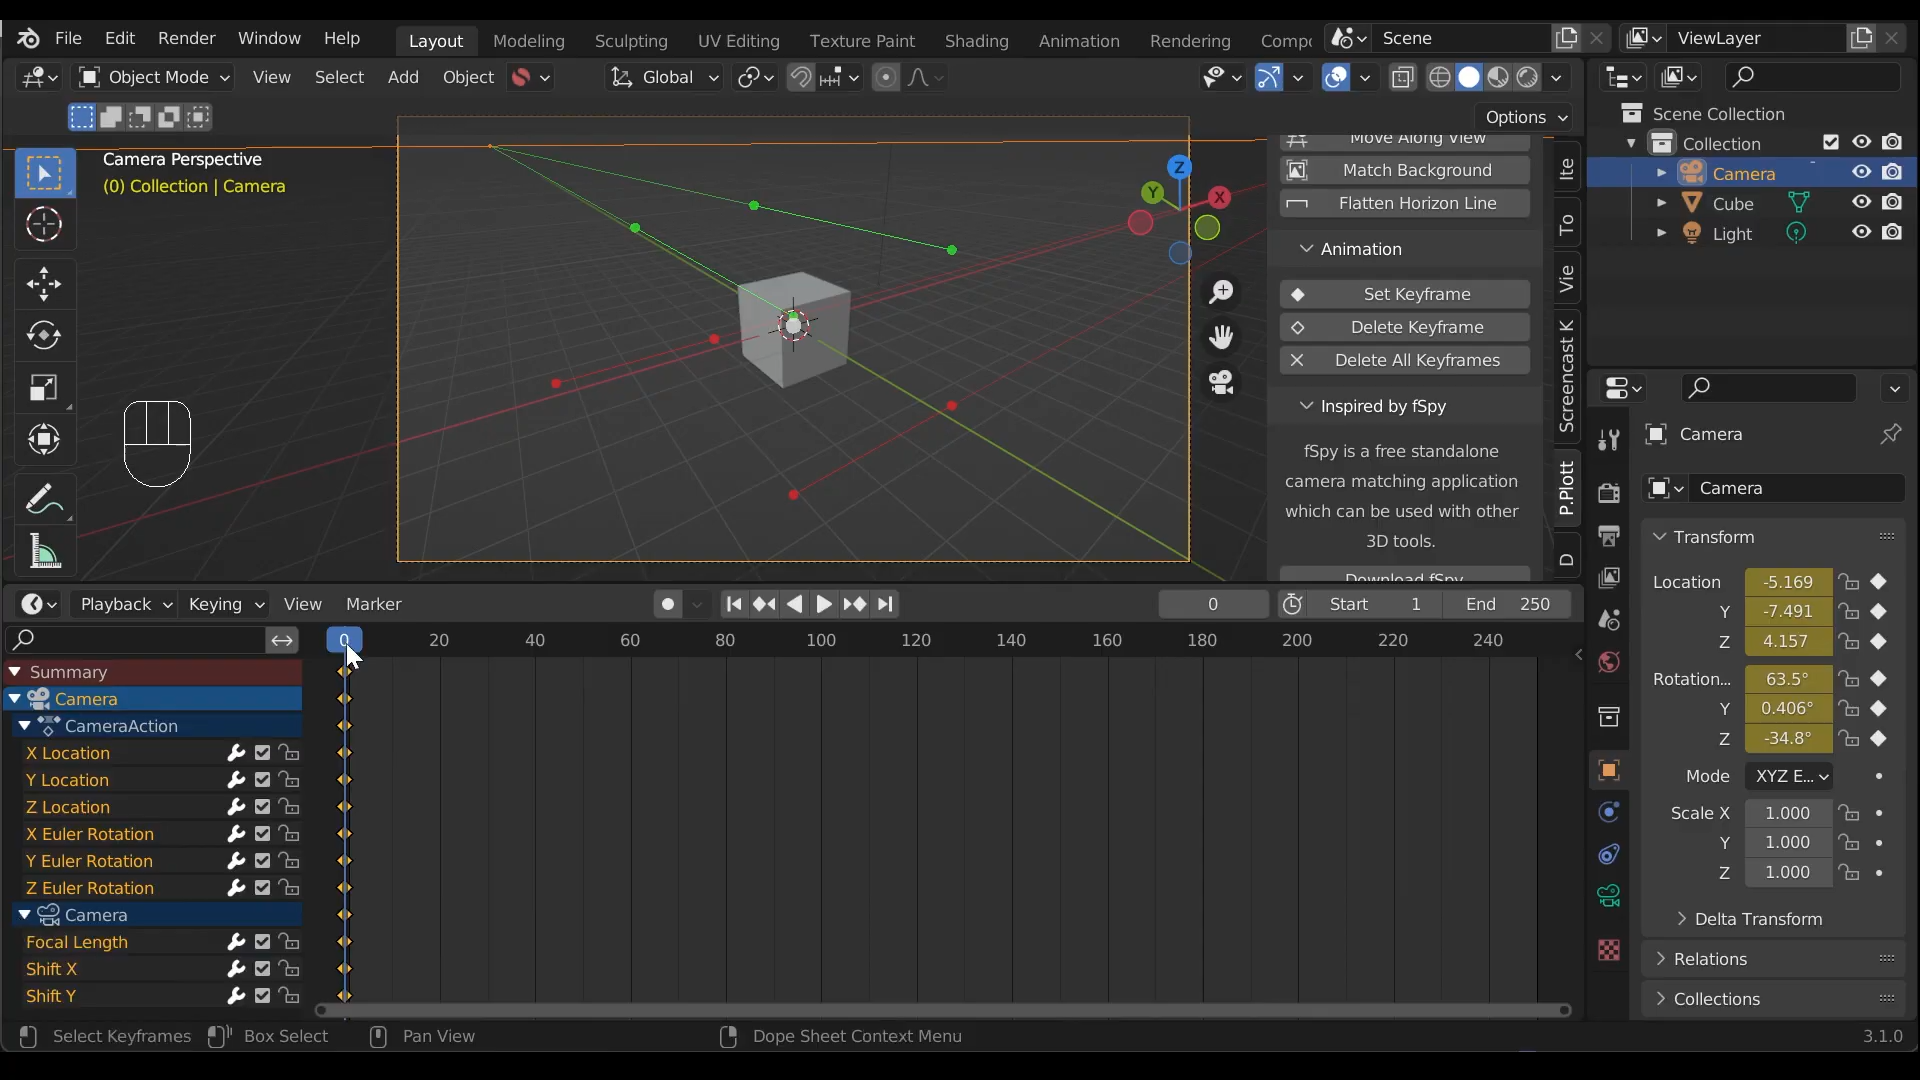 File Edit Render Window Help Layout Modeling Sculpting UV Editing Texture Paint Shading Animation Rendering Compo Scene ViewLayer
Object Mode View Select Add Object Global
Options
Camera Perspective
(0) Collection | Camera
X
Y
Z
Move Along View
Match Background
Flatten Horizon Line
Animation
Set Keyframe
Delete Keyframe
Delete All Keyframes
Inspired by fSpy
fSpy is a free standalone
camera matching application
which can be used with other
3D tools.
Download fSpy
Ite
To
Vie
Screencast K
P.Plott
D
Scene Collection
Collection
Camera
Cube
Light
Camera
Camera
Transform
Location -5.169
Y -7.491
Z 4.157
Rotation... 63.5°
Y 0.406°
Z -34.8°
Mode XYZ E...
Scale X 1.000
Y 1.000
Z 1.000
Delta Transform
Relations
Collections
Playback Keying View Marker 0 Start 1 End 250
0 20 40 60 80 100 120 140 160 180 200 220 240
Summary
Camera
CameraAction
X Location
Y Location
Z Location
X Euler Rotation
Y Euler Rotation
Z Euler Rotation
Camera
Focal Length
Shift X
Shift Y
Select Keyframes Box Select Pan View Dope Sheet Context Menu 3.1.0